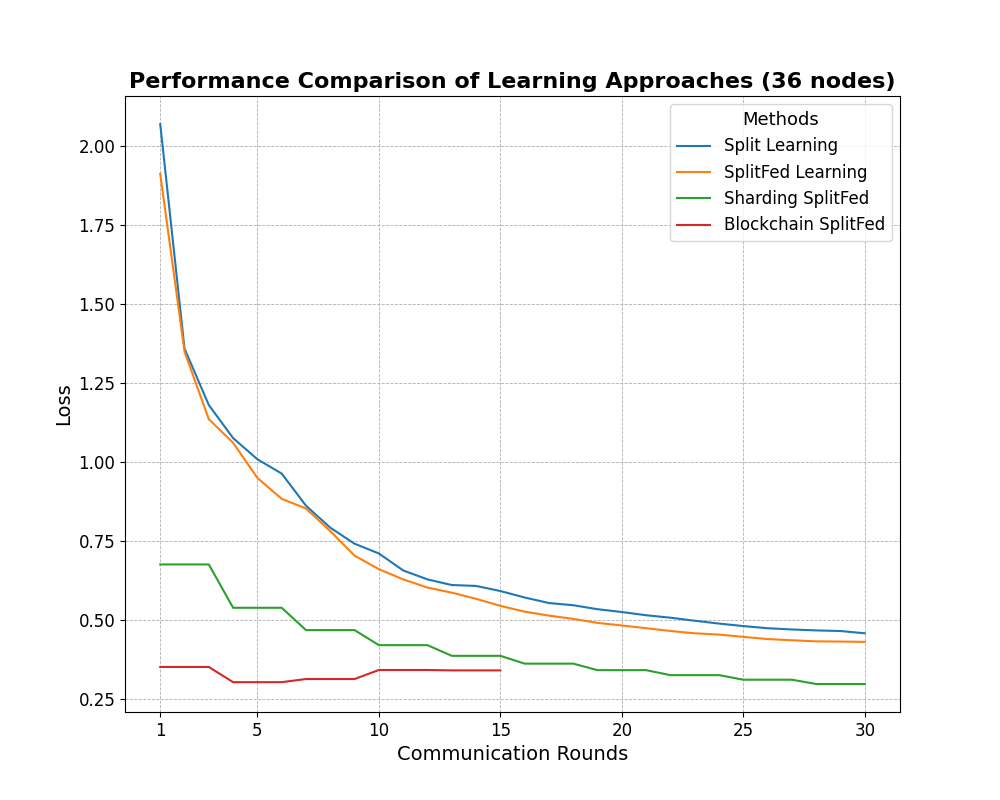 Performance Comparison of Learning Approaches (36 nodes)
Methods
Split Learning
SplitFed Learning
Sharding SplitFed
Blockchain SplitFed
2.00
1.75
1.50
1.25
1.00
0.75
0.50
0.25
Loss
1 5 10 15 20 25 30
Communication Rounds